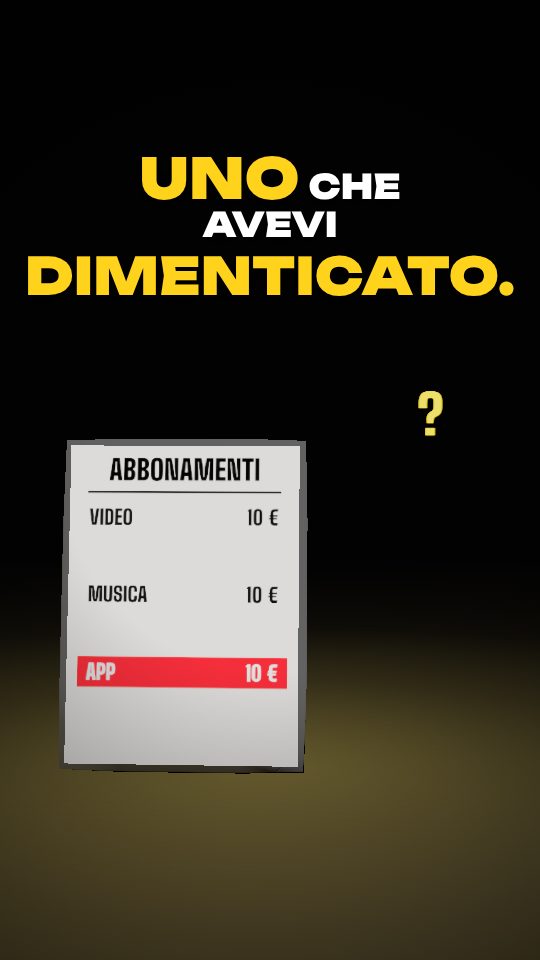 UNO CHE
AVEVI
DIMENTICATO.
?
ABBONAMENTI
VIDEO 10 €
MUSICA 10 €
APP 10 €